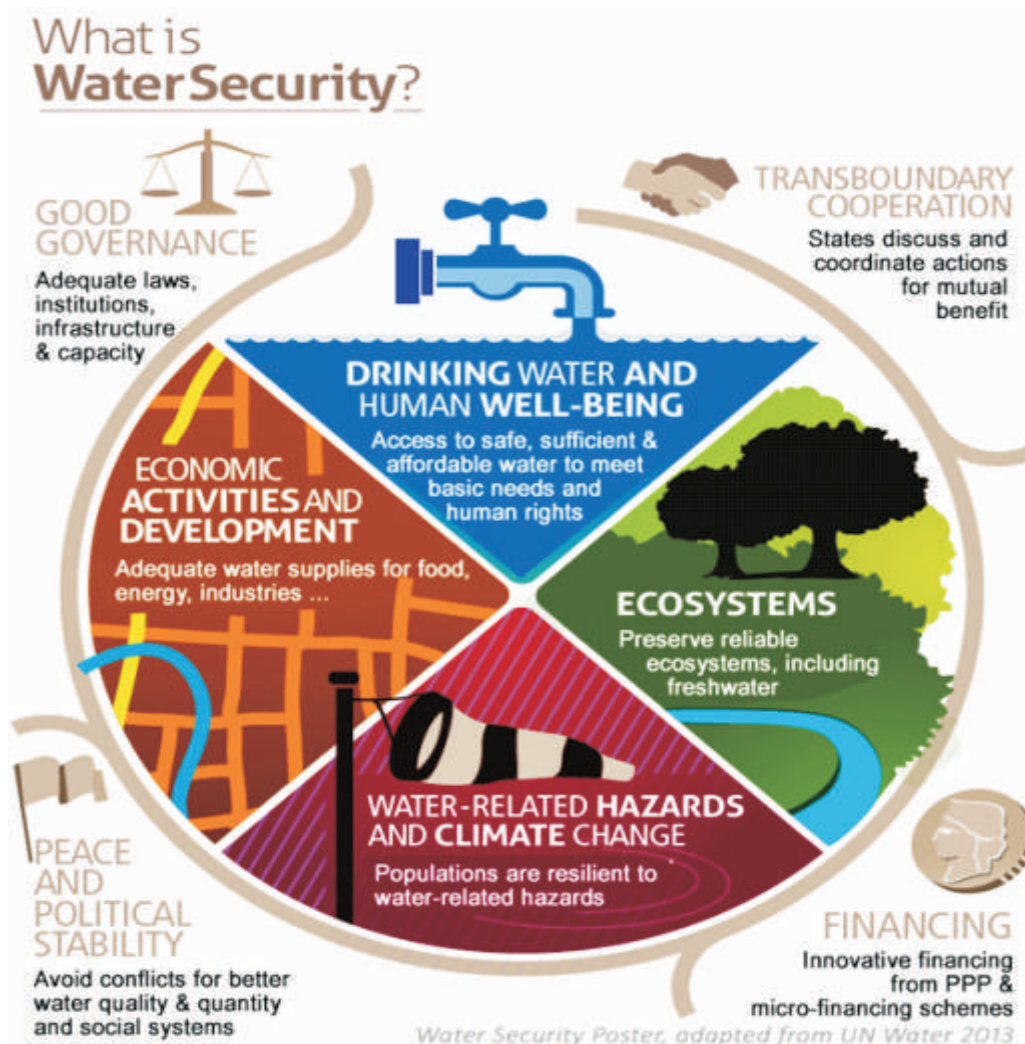 What is
Water Security?
GOOD
GOVERNANCE
Adequate laws,
institutions,
infrastructure
& capacity
TRANSBOUNDARY
COOPERATION
States discuss and
coordinate actions
for mutual
benefit
DRINKING WATER AND
HUMAN WELL-BEING
Access to safe, sufficient &
affordable water to meet
basic needs and
human rights
ECONOMIC
ACTIVITIES AND
DEVELOPMENT
Adequate water supplies for food,
energy, industries ...
ECOSYSTEMS
Preserve reliable
ecosystems, including
freshwater
WATER-RELATED HAZARDS
AND CLIMATE CHANGE
Populations are resilient to
water-related hazards
PEACE
AND
POLITICAL
STABILITY
Avoid conflicts for better
water quality & quantity
and social systems
FINANCING
Innovative financing
from PPP &
micro-financing schemes
Water Security Poster, adapted from UN Water 2013